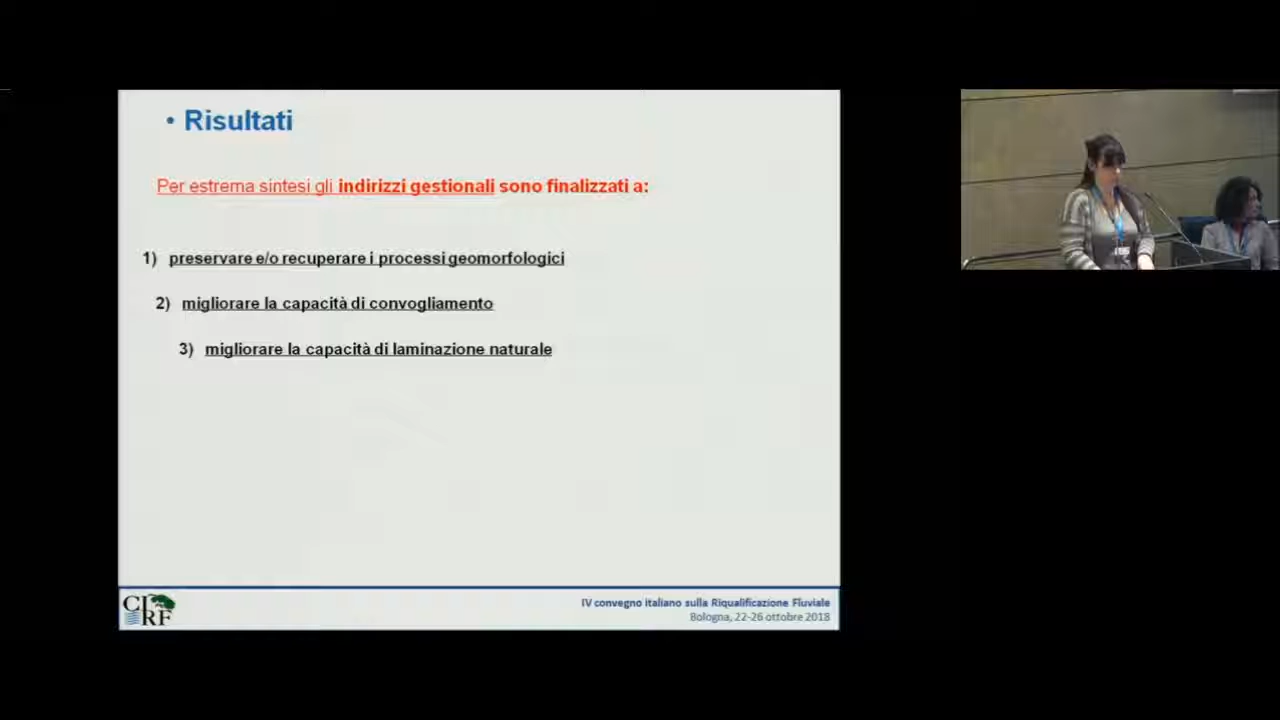 • Risultati
Per estrema sintesi gli indirizzi gestionali sono finalizzati a:
1) preservare e/o recuperare i processi geomorfologici
2) migliorare la capacità di convogliamento
3) migliorare la capacità di laminazione naturale
CIRF
IV convegno italiano sulla Riqualificazione Fluviale
Bologna, 22-26 ottobre 2018